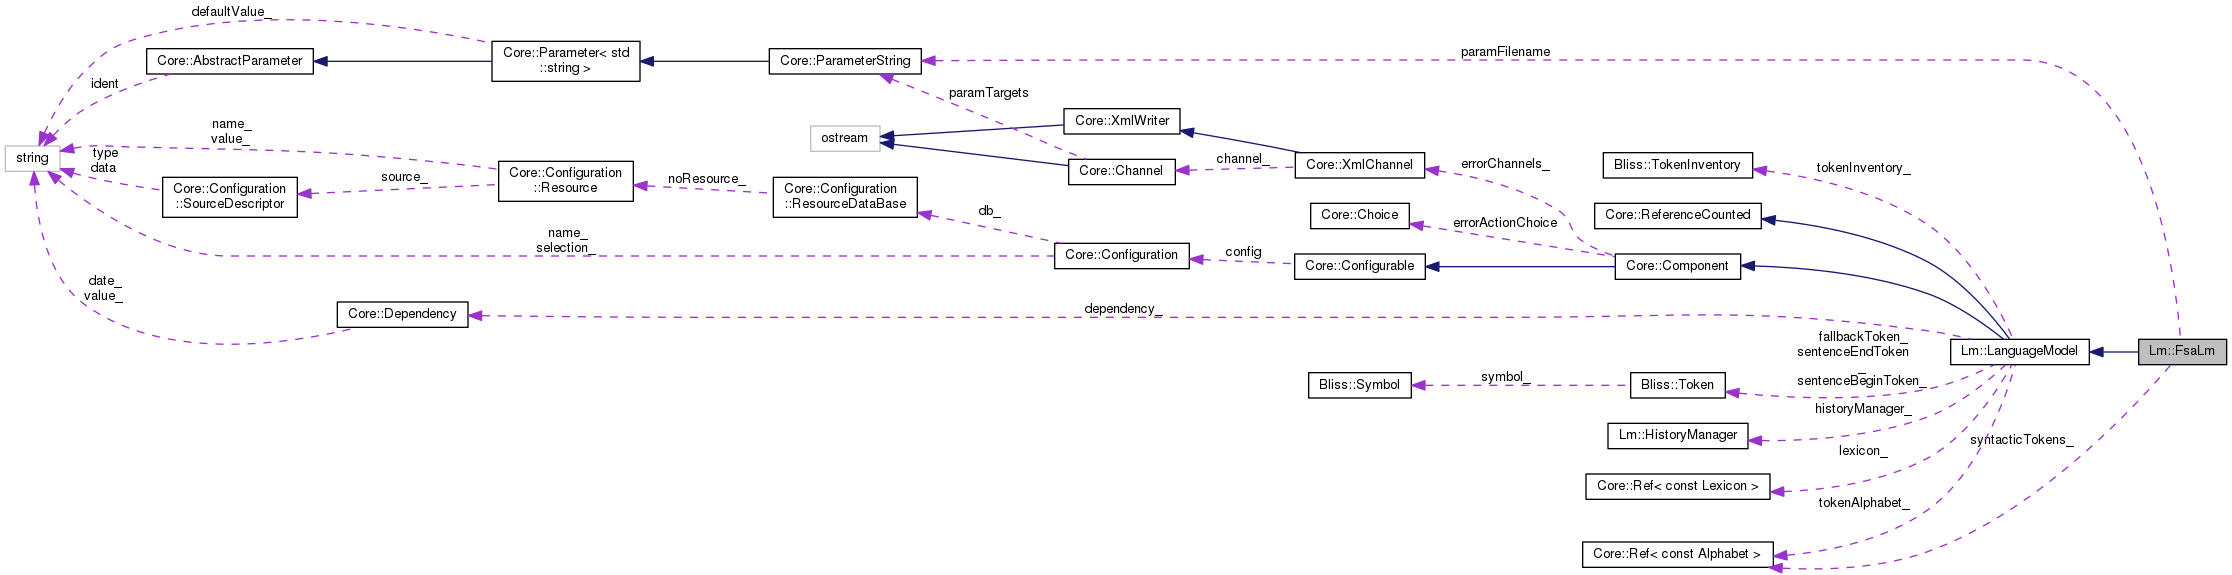 defaultValue_
Core::AbstractParameter
Core::Parameter< std
::string >
Core::ParameterString
paramFilename
ident
paramTargets
name_
value_
ostream
Core::XmlWriter
string
type
data
Core::Configuration
::SourceDescriptor
source_
Core::Configuration
::Resource
noResource_
Core::Configuration
::ResourceDataBase
Core::Channel
channel_
Core::XmlChannel
errorChannels_
Bliss::TokenInventory
tokenInventory_
db_
Core::Choice
errorActionChoice
Core::ReferenceCounted
name_
selection_
Core::Configuration
config
Core::Configurable
Core::Component
date_
value_
Core::Dependency
dependency_
fallbackToken_
sentenceEndToken
_
sentenceBeginToken_
Lm::LanguageModel
Lm::FsaLm
Bliss::Symbol
symbol_
Bliss::Token
historyManager_
Lm::HistoryManager
syntacticTokens_
lexicon_
Core::Ref< const Lexicon >
tokenAlphabet_
Core::Ref< const Alphabet >